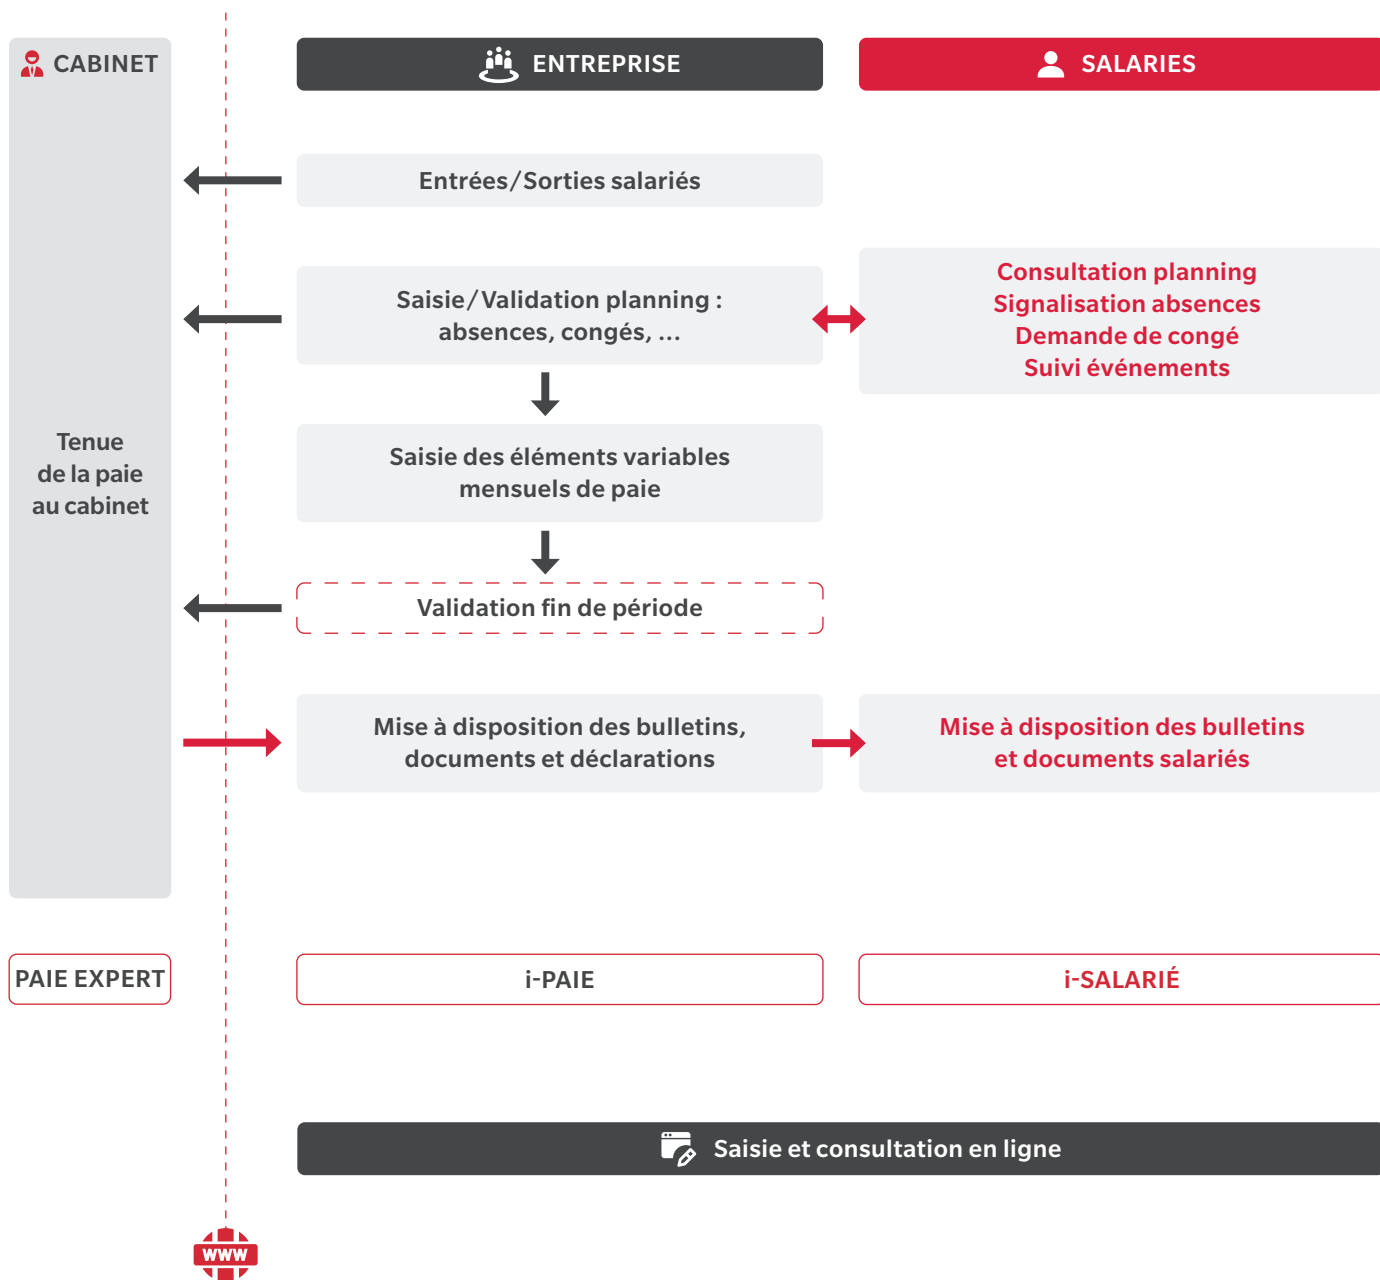 CABINET
ENTREPRISE
SALARIES
Entrées/Sorties salariés
Saisie/Validation planning :
absences, congés, ...
Consultation planning
Signalisation absences
Demande de congé
Suivi événements
Tenue
de la paie
au cabinet
Saisie des éléments variables
mensuels de paie
Validation fin de période
Mise à disposition des bulletins,
documents et déclarations
Mise à disposition des bulletins
et documents salariés
PAIE EXPERT
i-PAIE
i-SALARIÉ
Saisie et consultation en ligne
WWW